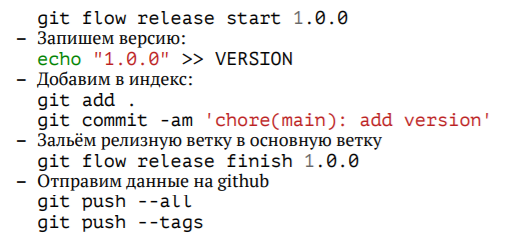 git flow release start 1.0.0
– Запишем версию:
echo "1.0.0" >> VERSION
– Добавим в индекс:
git add .
git commit -am 'chore(main): add version'
– Зальём релизную ветку в основную ветку
git flow release finish 1.0.0
– Отправим данные на github
git push --all
git push --tags